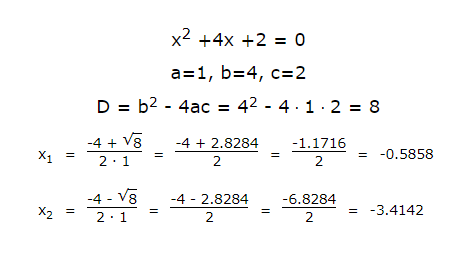 x² +4x +2 = 0
a=1, b=4, c=2
D = b² - 4ac = 4² - 4 · 1 · 2 = 8
x₁ = (-4 + √8)/(2 · 1) = (-4 + 2.8284)/2 = (-1.1716)/2 = -0.5858
x₂ = (-4 - √8)/(2 · 1) = (-4 - 2.8284)/2 = (-6.8284)/2 = -3.4142